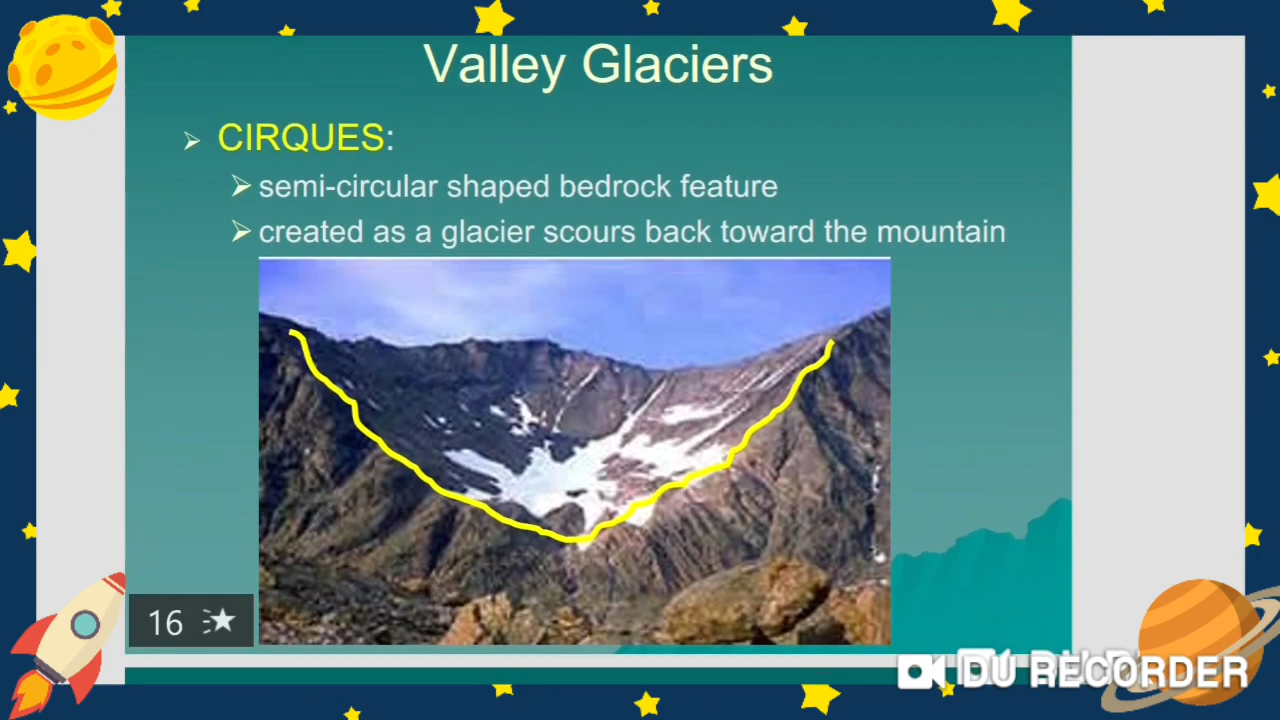 Valley Glaciers
CIRQUES:
semi-circular shaped bedrock feature
created as a glacier scours back toward the mountain
16
DU RECORDER